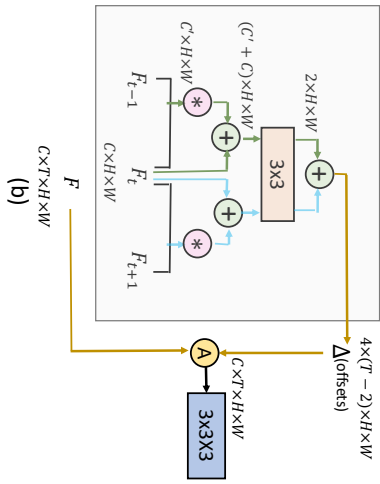 F_{t-1}
F_t
F_{t+1}
C'×H×W
C×H×W
*
*
+
+
(C' + C)×H×W
3x3
2×H×W
+
4×(T − 2)×H×W
Δ(offsets)
F
C×T×H×W
A
C×T×H×W
3x3X3
(b)